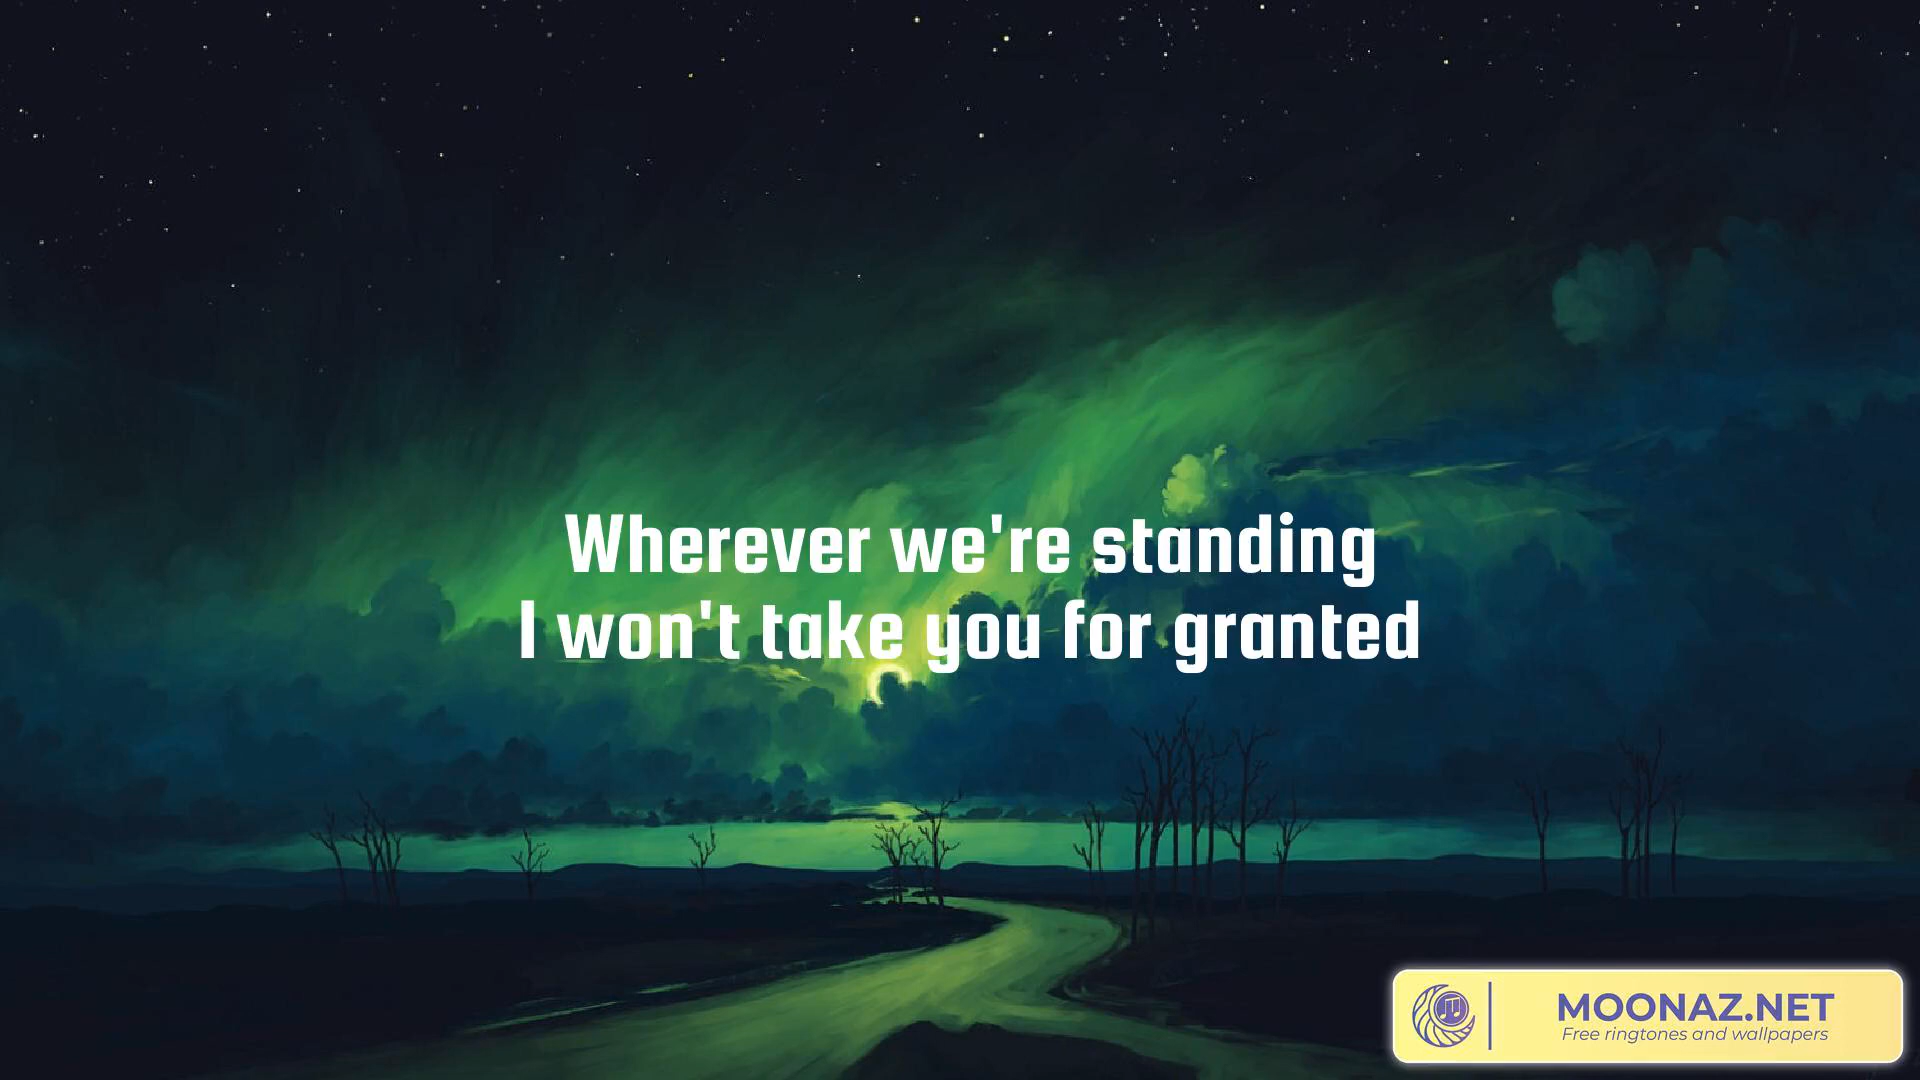 Wherever we're standing
I won't take you for granted
MOONAZ.NET
Free ringtones and wallpapers